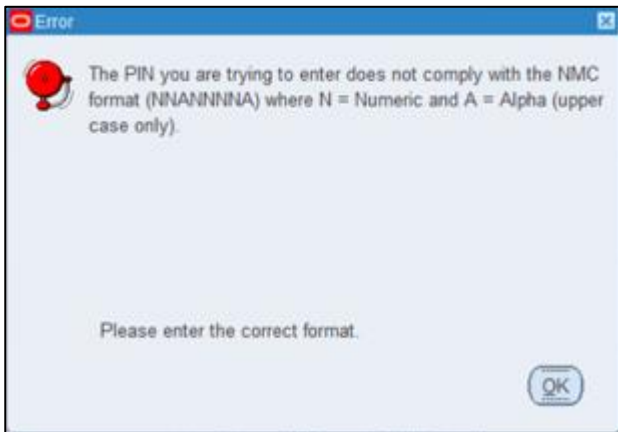 Error
The PIN you are trying to enter does not comply with the NMC
format (NNANNNNA) where N = Numeric and A = Alpha (upper
case only).
Please enter the correct format.
OK